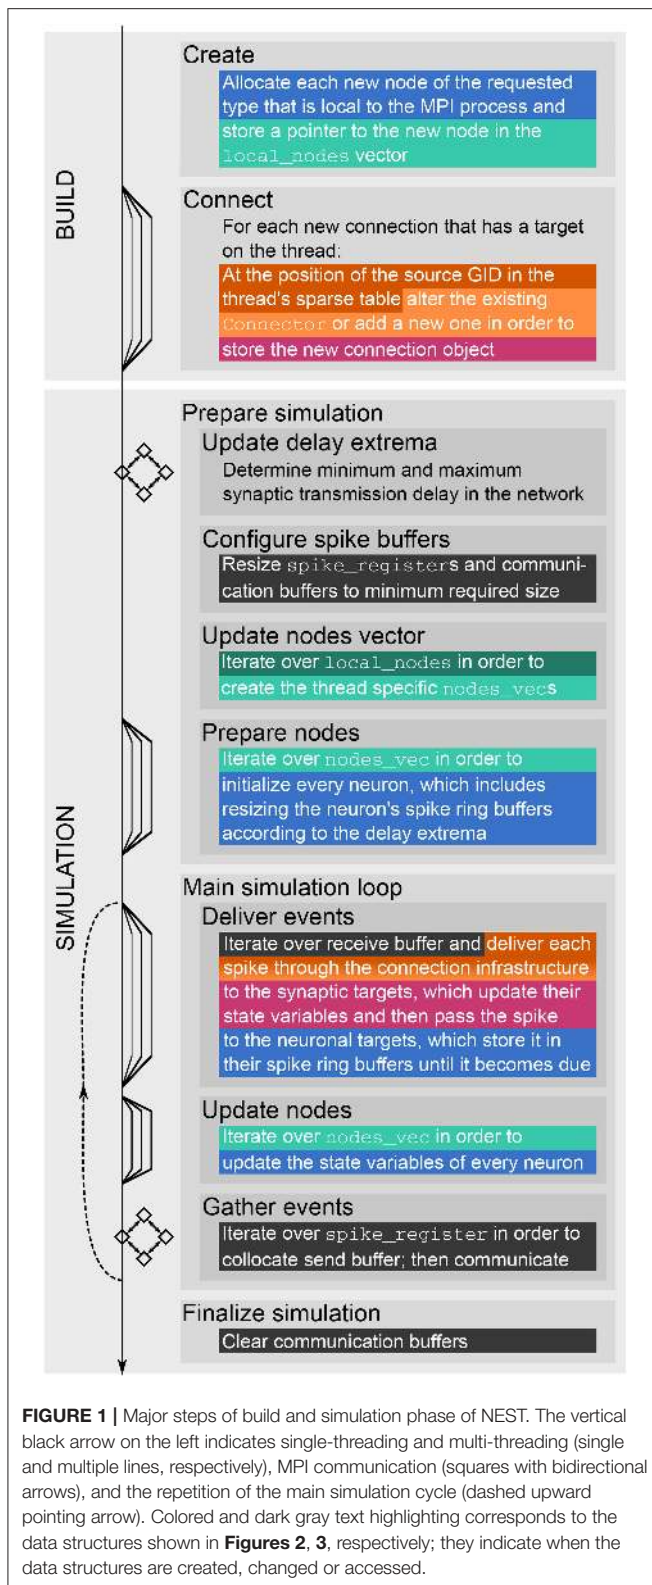 BUILD
Create
Allocate each new node of the requested
type that is local to the MPI process and
store a pointer to the new node in the
local_nodes vector
Connect
For each new connection that has a target
on the thread:
At the position of the source GID in the
thread's sparse table alter the existing
Connector or add a new one in order to
store the new connection object
SIMULATION
Prepare simulation
Update delay extrema
Determine minimum and maximum
synaptic transmission delay in the network
Configure spike buffers
Resize spike_registers and communi-
cation buffers to minimum required size
Update nodes vector
Iterate over local_nodes in order to
create the thread specific nodes_vecs
Prepare nodes
Iterate over nodes_vec in order to
initialize every neuron, which includes
resizing the neuron's spike ring buffers
according to the delay extrema
Main simulation loop
Deliver events
Iterate over receive buffer and deliver each
spike through the connection infrastructure
to the synaptic targets, which update their
state variables and then pass the spike
to the neuronal targets, which store it in
their spike ring buffers until it becomes due
Update nodes
Iterate over nodes_vec in order to
update the state variables of every neuron
Gather events
Iterate over spike_register in order to
collocate send buffer; then communicate
Finalize simulation
Clear communication buffers
FIGURE 1 | Major steps of build and simulation phase of NEST. The vertical
black arrow on the left indicates single-threading and multi-threading (single
and multiple lines, respectively), MPI communication (squares with bidirectional
arrows), and the repetition of the main simulation cycle (dashed upward
pointing arrow). Colored and dark gray text highlighting corresponds to the
data structures shown in Figures 2, 3, respectively; they indicate when the
data structures are created, changed or accessed.